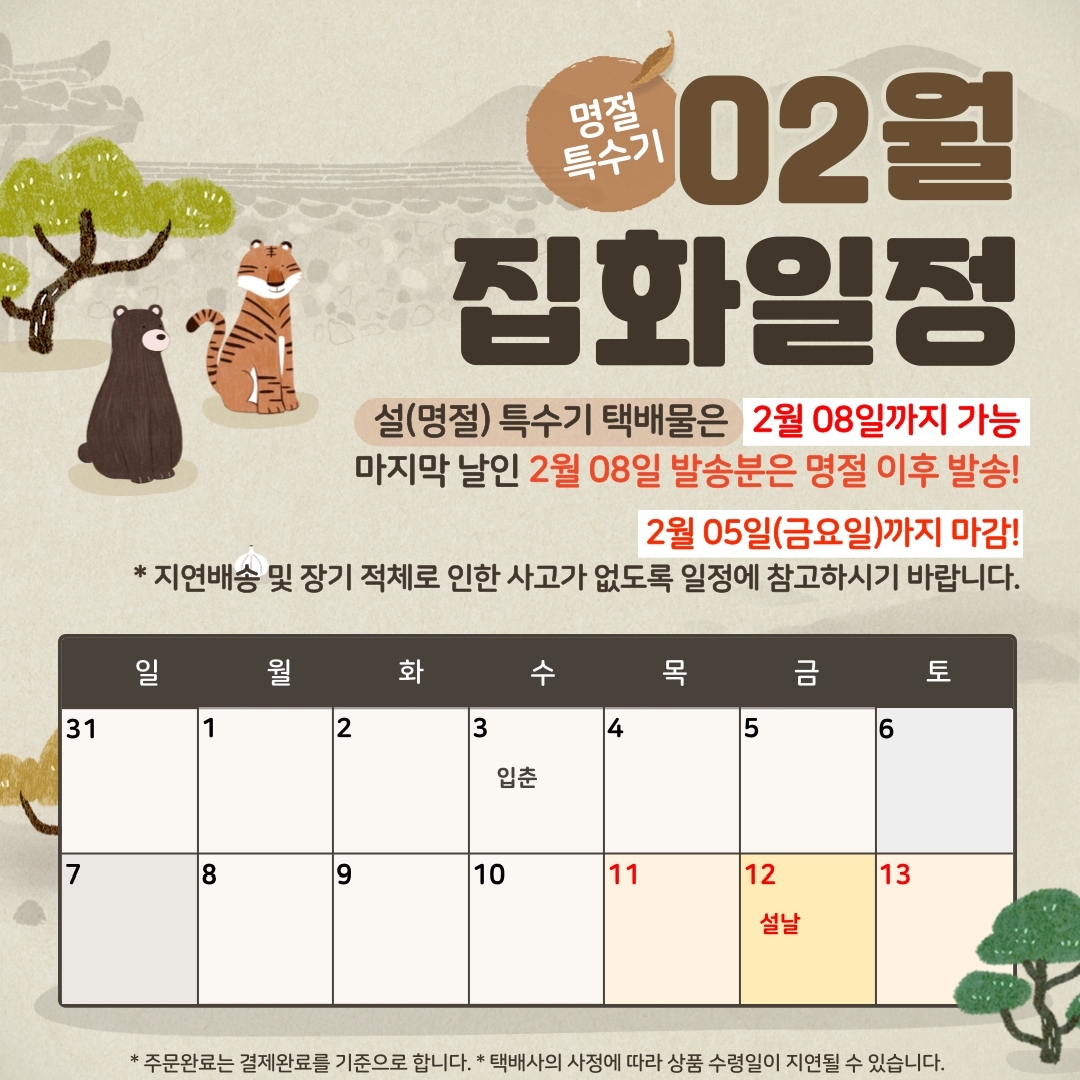 명절
특수기
02월
집화일정
설(명절) 특수기 택배물은 2월 08일까지 가능
마지막 날인 2월 08일 발송분은 명절 이후 발송!
2월 05일(금요일)까지 마감!
* 지연배송 및 장기 적체로 인한 사고가 없도록 일정에 참고하시기 바랍니다.
일 월 화 수 목 금 토
31 1 2 3 4 5 6
입춘
7 8 9 10 11 12 13
설날
* 주문완료는 결제완료를 기준으로 합니다. * 택배사의 사정에 따라 상품 수령일이 지연될 수 있습니다.